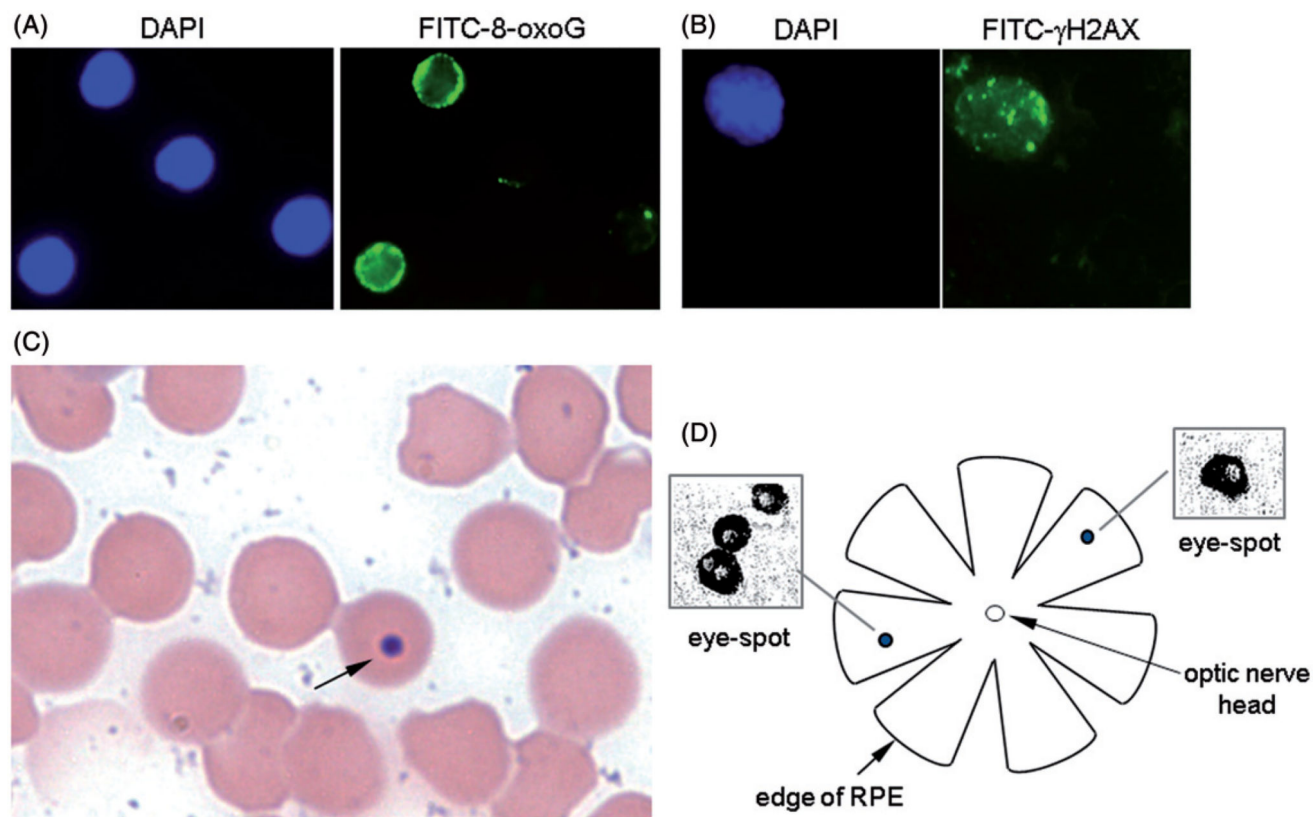 (A)
DAPI
FITC-8-oxoG
(B)
DAPI
FITC-γH2AX
(C)
(D)
eye-spot
eye-spot
optic nerve
head
edge of RPE